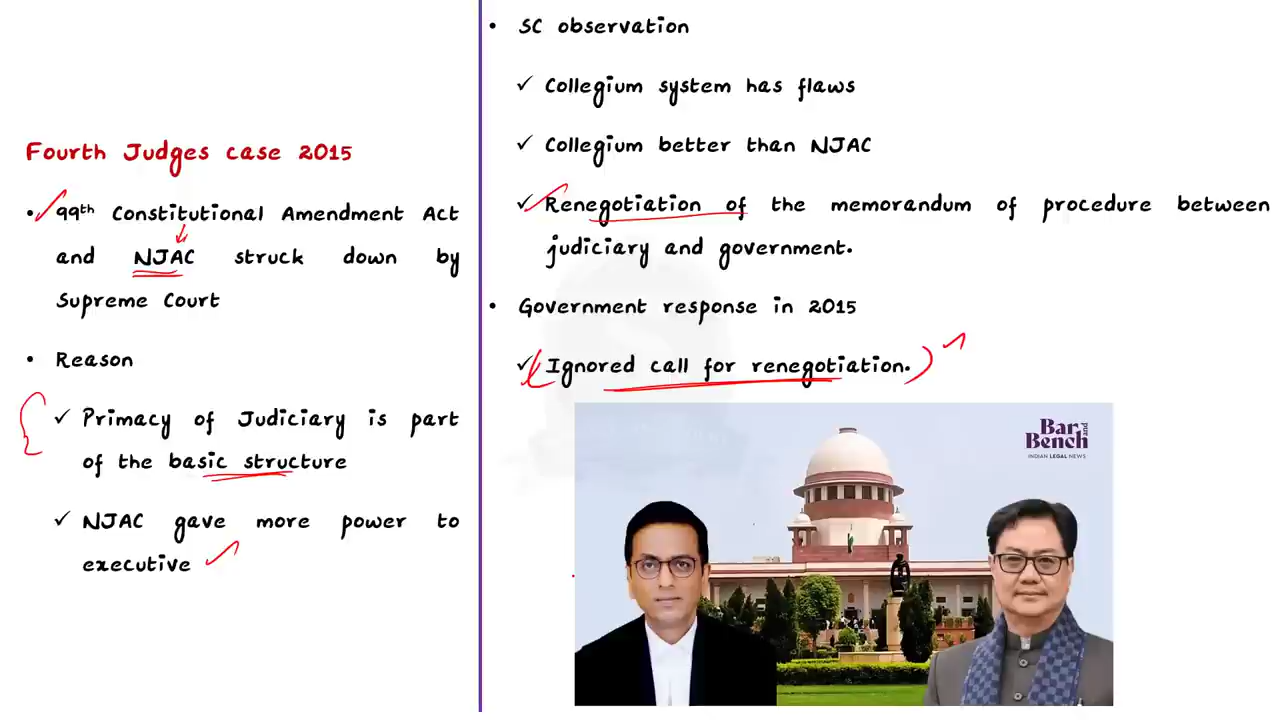 Fourth Judges case 2015
• 99th Constitutional Amendment Act
and NJAC struck down by
Supreme Court
• Reason
✓ Primacy of Judiciary is part
of the basic structure
✓ NJAC gave more power to
executive
• SC observation
✓ Collegium system has flaws
✓ Collegium better than NJAC
✓ Renegotiation of the memorandum of procedure between
judiciary and government.
• Government response in 2015
✓ Ignored call for renegotiation.
Bar and
Bench
INDIAN LEGAL NEWS